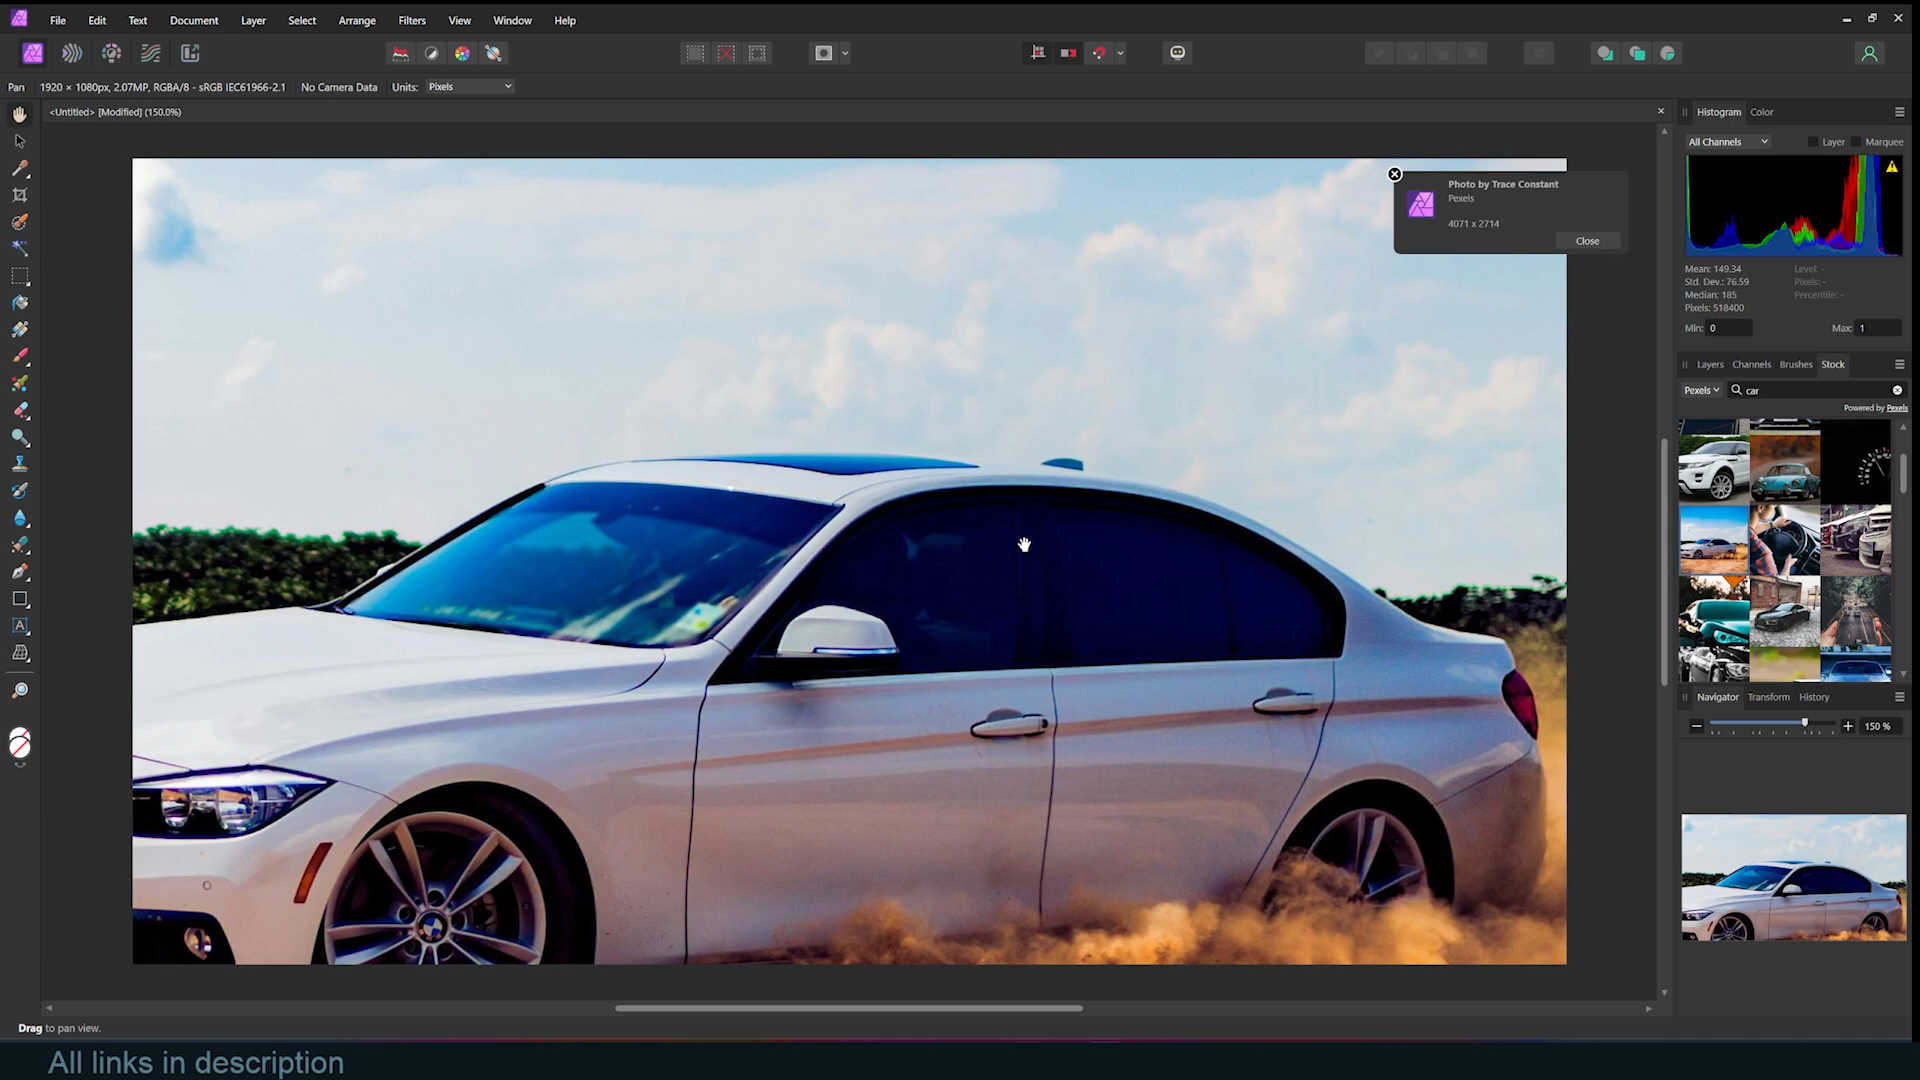 File Edit Text Document Layer Select Arrange Filters View Window Help
Pan 1920 × 1080px, 2.07MP, RGBA/8 - sRGB IEC61966-2.1 No Camera Data Units: Pixels
<Untitled> [Modified] (150.0%)
Histogram Color
All Channels Layer Marquee
Photo by Trace Constant
Pexels
4071 x 2714
Close
Mean: 149.34 Level: -
Std. Dev.: 76.59 Pixels: -
Median: 185 Percentile: -
Pixels: 518400
Min: 0 Max: 1
Layers Channels Brushes Stock
Pexels car
Powered by Pexels
Navigator Transform History
150 %
A
Drag to pan view.
All links in description